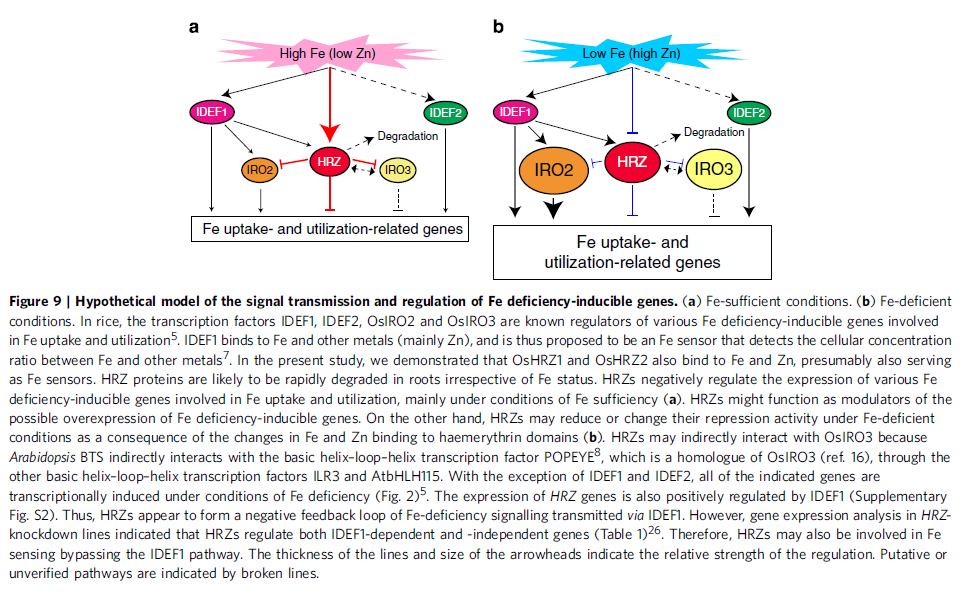 a
b
High Fe (low Zn)
Low Fe (high Zn)
IDEF1
IDEF2
IDEF1
IDEF2
Degradation
Degradation
IRO2
HRZ
IRO3
IRO2
HRZ
IRO3
Fe uptake- and utilization-related genes
Fe uptake- and
utilization-related genes
Figure 9 | Hypothetical model of the signal transmission and regulation of Fe deficiency-inducible genes. (a) Fe-sufficient conditions. (b) Fe-deficient
conditions. In rice, the transcription factors IDEF1, IDEF2, OsIRO2 and OsIRO3 are known regulators of various Fe deficiency-inducible genes involved
in Fe uptake and utilization5. IDEF1 binds to Fe and other metals (mainly Zn), and is thus proposed to be an Fe sensor that detects the cellular concentration
ratio between Fe and other metals7. In the present study, we demonstrated that OsHRZ1 and OsHRZ2 also bind to Fe and Zn, presumably also serving
as Fe sensors. HRZ proteins are likely to be rapidly degraded in roots irrespective of Fe status. HRZs negatively regulate the expression of various Fe
deficiency-inducible genes involved in Fe uptake and utilization, mainly under conditions of Fe sufficiency (a). HRZs might function as modulators of the
possible overexpression of Fe deficiency-inducible genes. On the other hand, HRZs may reduce or change their repression activity under Fe-deficient
conditions as a consequence of the changes in Fe and Zn binding to haemerythrin domains (b). HRZs may indirectly interact with OsIRO3 because
Arabidopsis BTS indirectly interacts with the basic helix-loop-helix transcription factor POPEYE8, which is a homologue of OsIRO3 (ref. 16), through the
other basic helix-loop-helix transcription factors ILR3 and AtbHLH115. With the exception of IDEF1 and IDEF2, all of the indicated genes are
transcriptionally induced under conditions of Fe deficiency (Fig. 2)5. The expression of HRZ genes is also positively regulated by IDEF1 (Supplementary
Fig. S2). Thus, HRZs appear to form a negative feedback loop of Fe-deficiency signalling transmitted via IDEF1. However, gene expression analysis in HRZ-
knockdown lines indicated that HRZs regulate both IDEF1-dependent and -independent genes (Table 1)26. Therefore, HRZs may also be involved in Fe
sensing bypassing the IDEF1 pathway. The thickness of the lines and size of the arrowheads indicate the relative strength of the regulation. Putative or
unverified pathways are indicated by broken lines.